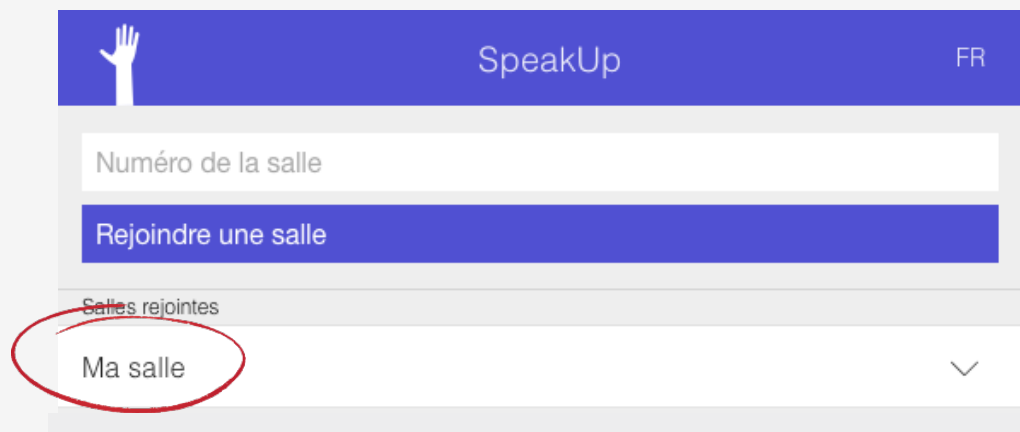 SpeakUp
FR
Numéro de la salle
Rejoindre une salle
Salles rejointes
Ma salle